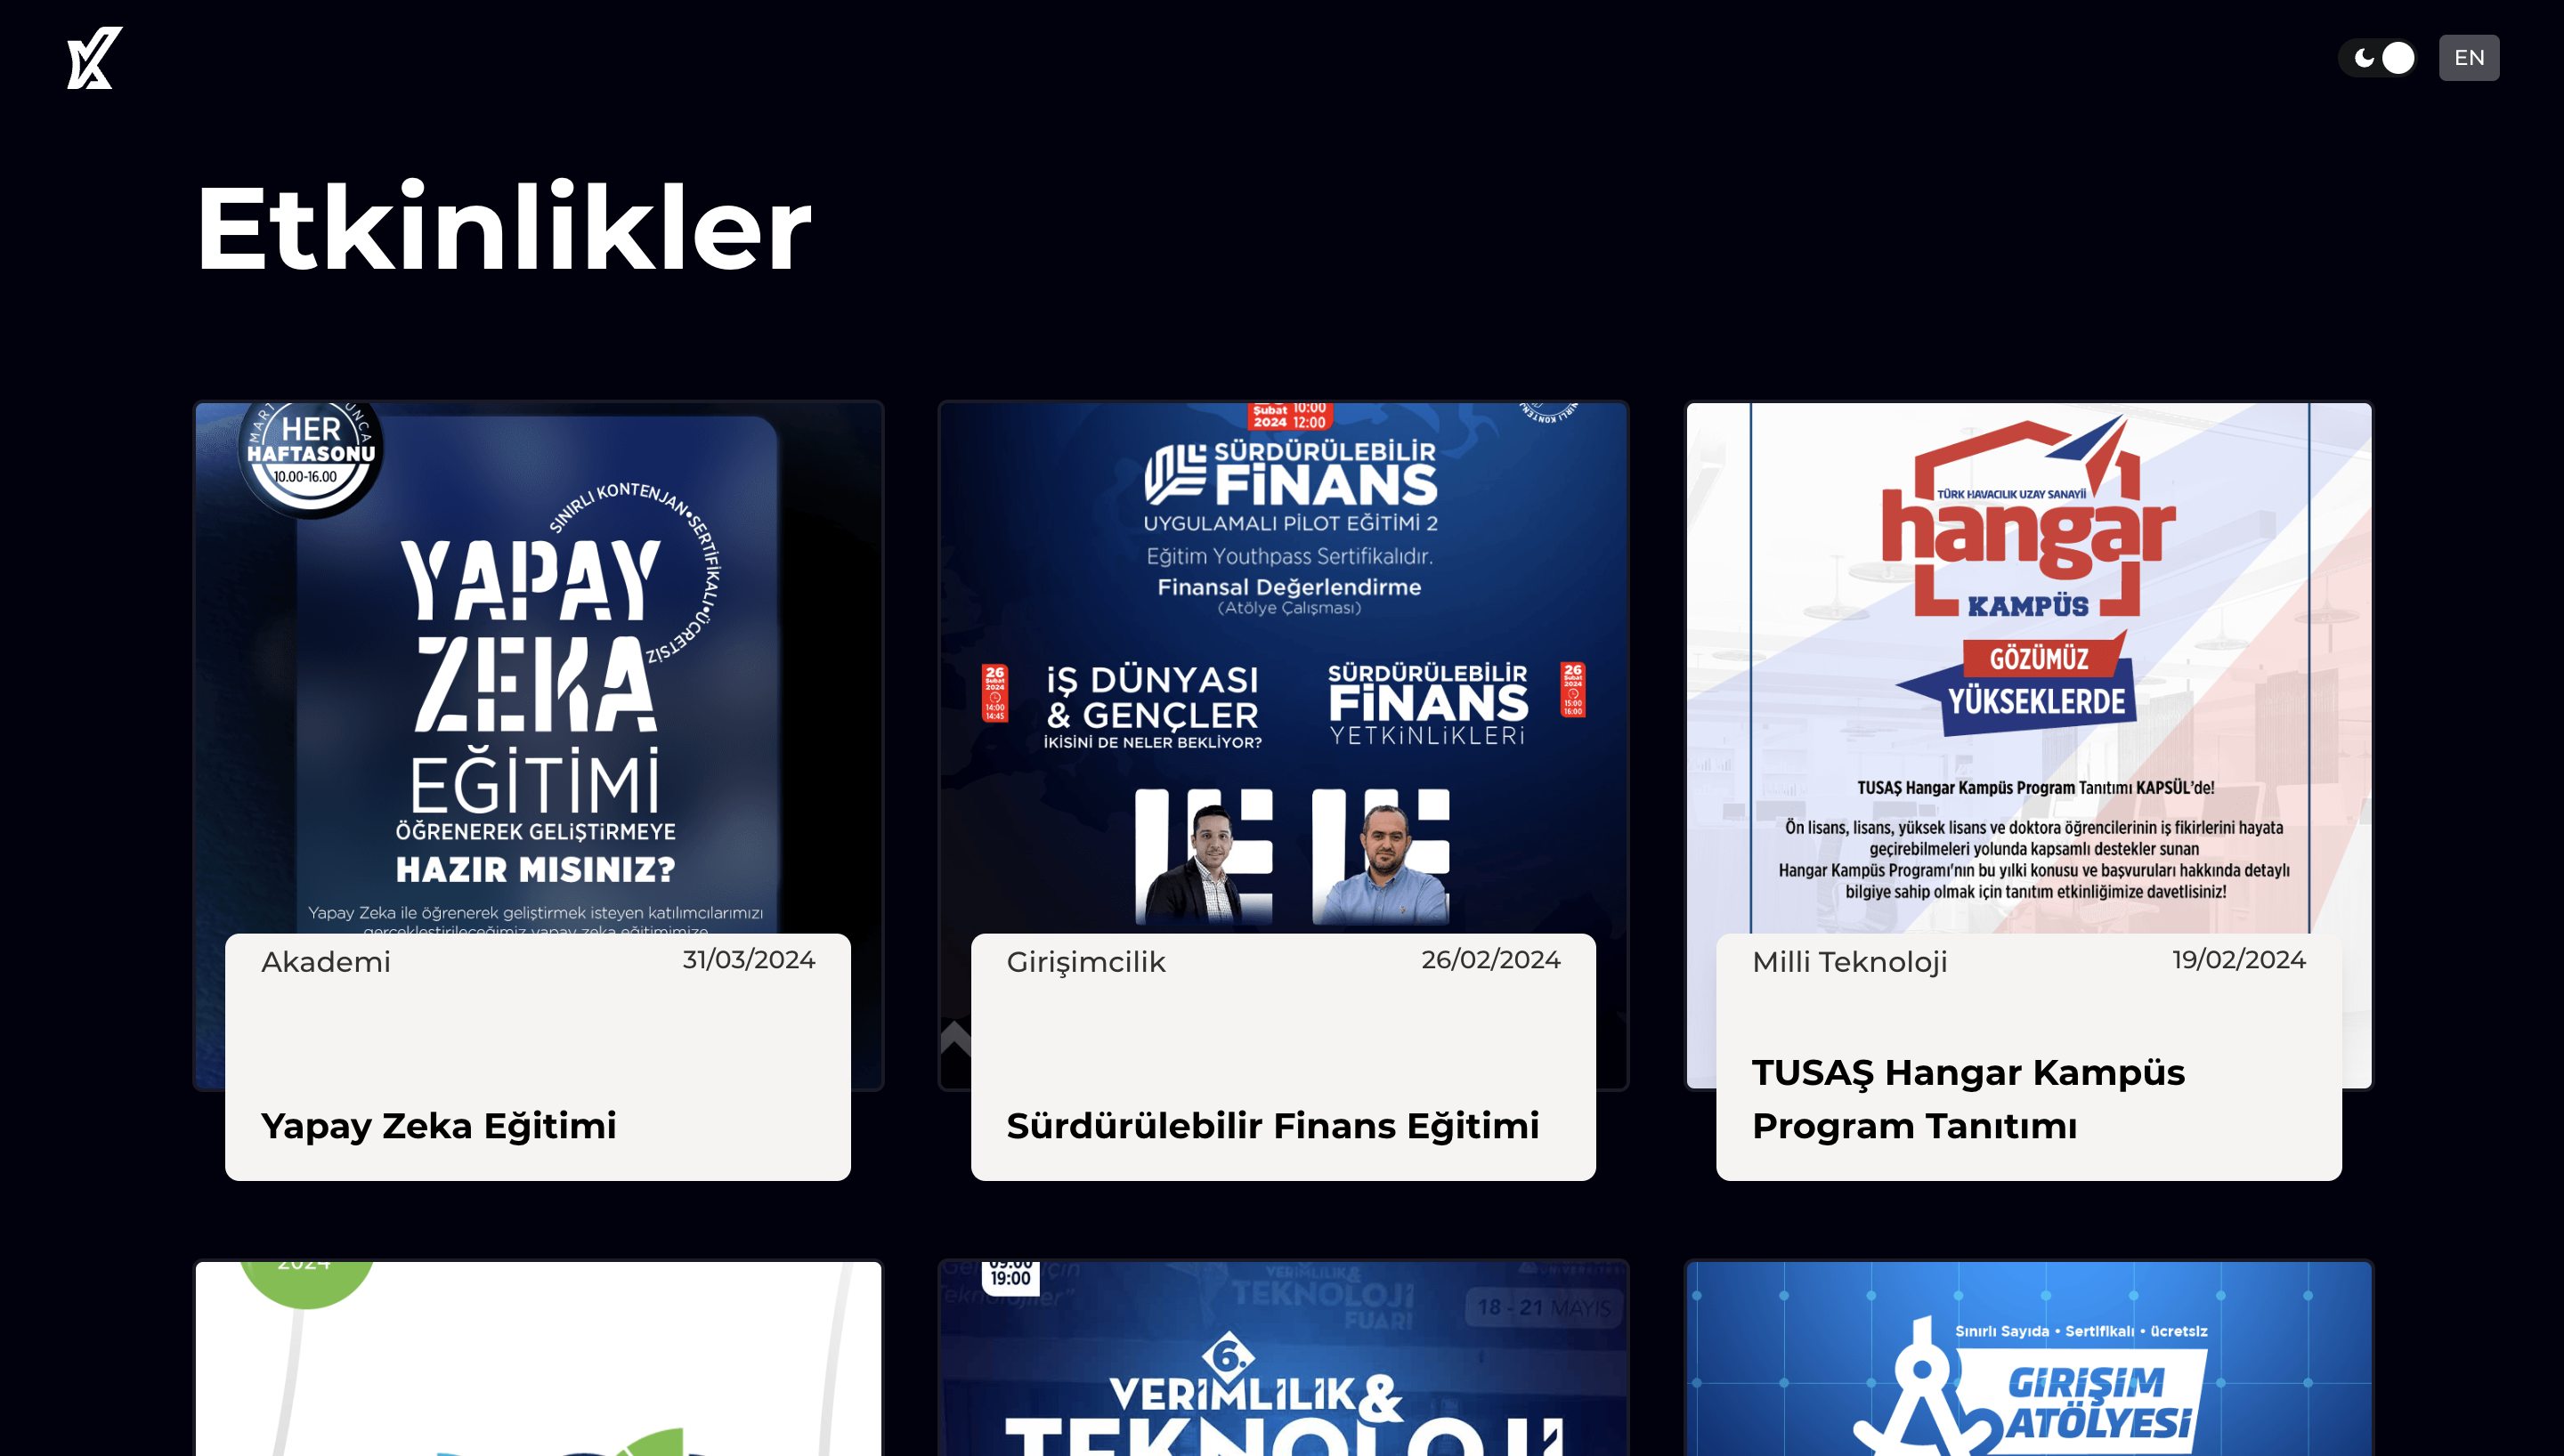 EN
Etkinlikler
MART
UNCA
HER
HAFTASONU
10.00-16.00
SINIRLI KONTENJAN•SERTİFİKALI•ÜCRETSİZ
YAPAY
ZEKA
EĞİTİMİ
ÖĞRENEREK GELİŞTİRMEYE
HAZIR MISINIZ?
Yapay Zeka ile öğrenerek geliştirmek isteyen katılımcılarımızı
gerçekleştirileceğimiz yapay zeka eğitimimize
Akademi
31/03/2024
Yapay Zeka Eğitimi
Şubat 10:00
2024 12:00
SÜRDÜRÜLEBİLİR
FİNANS
UYGULAMALI PİLOT EĞİTİMİ 2
Eğitim Youthpass Sertifikalıdır.
Finansal Değerlendirme
(Atölye Çalışması)
26
Şubat
2024
14:00
14:45
İŞ DÜNYASI
& GENÇLER
İKİSİNİ DE NELER BEKLİYOR?
SÜRDÜRÜLEBİLİR
FİNANS
YETKİNLİKLERİ
26
Şubat
2024
15:00
16:00
Girişimcilik
26/02/2024
Sürdürülebilir Finans Eğitimi
TÜRK HAVACILIK UZAY SANAYİİ
hangar
KAMPÜS
GÖZÜMÜZ
YÜKSEKLERDE
TUSAŞ Hangar Kampüs Program Tanıtımı KAPSÜL'de!
Ön lisans, lisans, yüksek lisans ve doktora öğrencilerinin iş fikirlerini hayata
geçirebilmeleri yolunda kapsamlı destekler sunan
Hangar Kampüs Programı'nın bu yılki konusu ve başvuruları hakkında detaylı
bilgiye sahip olmak için tanıtım etkinliğimize davetlisiniz!
Milli Teknoloji
19/02/2024
TUSAŞ Hangar Kampüs
Program Tanıtımı
2024
09:00
19:00
VERİMLİLİK&
TEKNOLOJİ
FUARI
18 - 21 MAYIS
6.
VERİMLİLİK&
TEKNOLOJİ
Sınırlı Sayıda • Sertifikalı • ücretsiz
GİRİŞİM
ATÖLYESİ